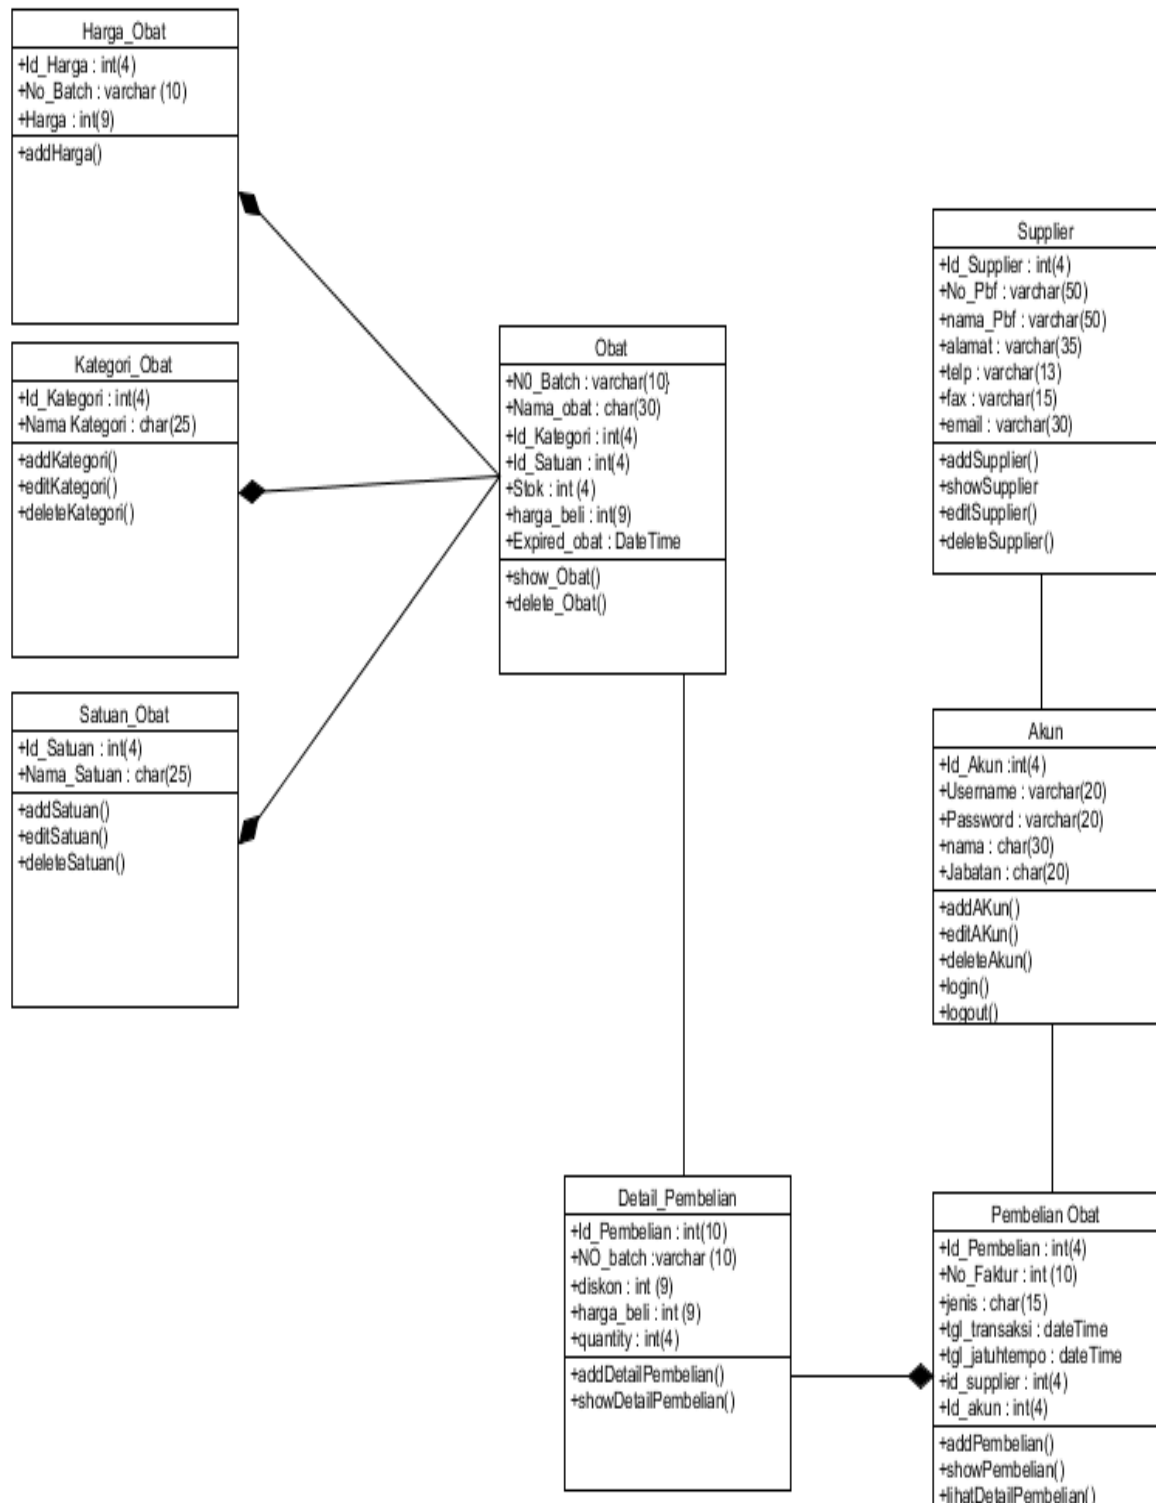 Harga_Obat
+Id_Harga : int(4)
+No_Batch : varchar (10)
+Harga : int(9)
+addHarga()
Kategori_Obat
+Id_Kategori : int(4)
+Nama Kategori : char(25)
+addKategori()
+editKategori()
+deleteKategori()
Satuan_Obat
+Id_Satuan : int(4)
+Nama_Satuan : char(25)
+addSatuan()
+editSatuan()
+deleteSatuan()
Obat
+N0_Batch : varchar(10}
+Nama_obat : char(30)
+Id_Kategori : int(4)
+Id_Satuan : int(4)
+Stok : int (4)
+harga_beli : int(9)
+Expired_obat : DateTime
+show_Obat()
+delete_Obat()
Supplier
+Id_Supplier : int(4)
+No_Pbf : varchar(50)
+nama_Pbf : varchar(50)
+alamat : varchar(35)
+telp : varchar(13)
+fax : varchar(15)
+email : varchar(30)
+addSupplier()
+showSupplier
+editSupplier()
+deleteSupplier()
Akun
+Id_Akun :int(4)
+Username : varchar(20)
+Password : varchar(20)
+nama : char(30)
+Jabatan : char(20)
+addAKun()
+editAKun()
+deleteAkun()
+login()
+logout()
Detail_Pembelian
+Id_Pembelian : int(10)
+NO_batch :varchar (10)
+diskon : int (9)
+harga_beli : int (9)
+quantity : int(4)
+addDetailPembelian()
+showDetailPembelian()
Pembelian Obat
+Id_Pembelian : int(4)
+No_Faktur : int (10)
+jenis : char(15)
+tgl_transaksi : dateTime
+tgl_jatuhtempo : dateTime
+id_supplier : int(4)
+Id_akun : int(4)
+addPembelian()
+showPembelian()
+lihatDetailPembelian()